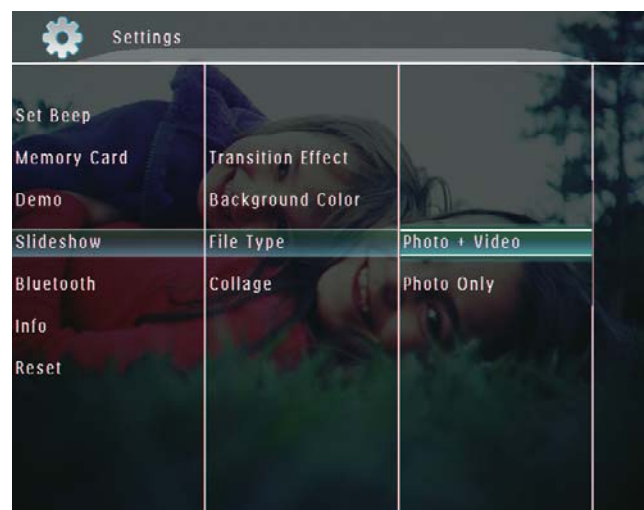 Settings
Set Beep
Memory Card
Demo
Slideshow
Bluetooth
Info
Reset
Transition Effect
Background Color
File Type
Collage
Photo + Video
Photo Only